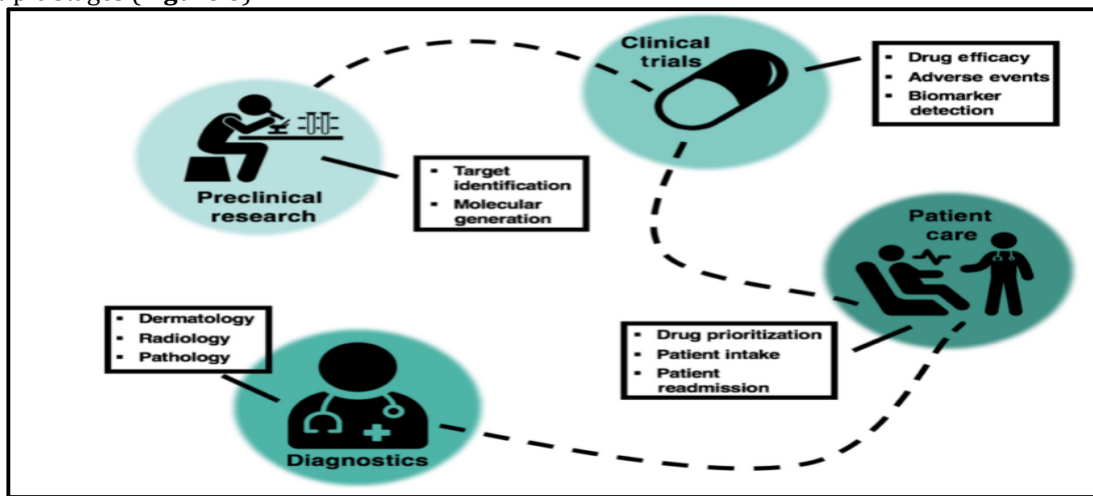 Clinical
trials
▪ Drug efficacy
▪ Adverse events
▪ Biomarker
detection
Preclinical
research
▪ Target
identification
▪ Molecular
generation
Patient
care
▪ Drug prioritization
▪ Patient intake
▪ Patient
readmission
▪ Dermatology
▪ Radiology
▪ Pathology
Diagnostics